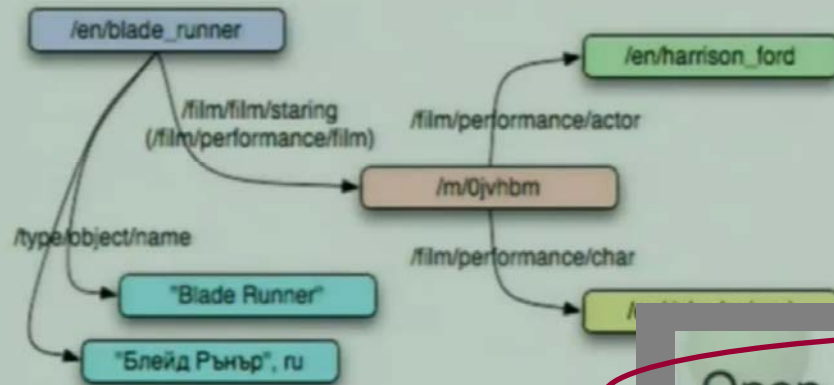 /en/blade_runner
/en/harrison_ford
/film/film/staring
(/film/performance/film)
/film/performance/actor
/m/0jvhbm
/type/object/name
/film/performance/char
"Blade Runner"
"Блейд Рънър", ru